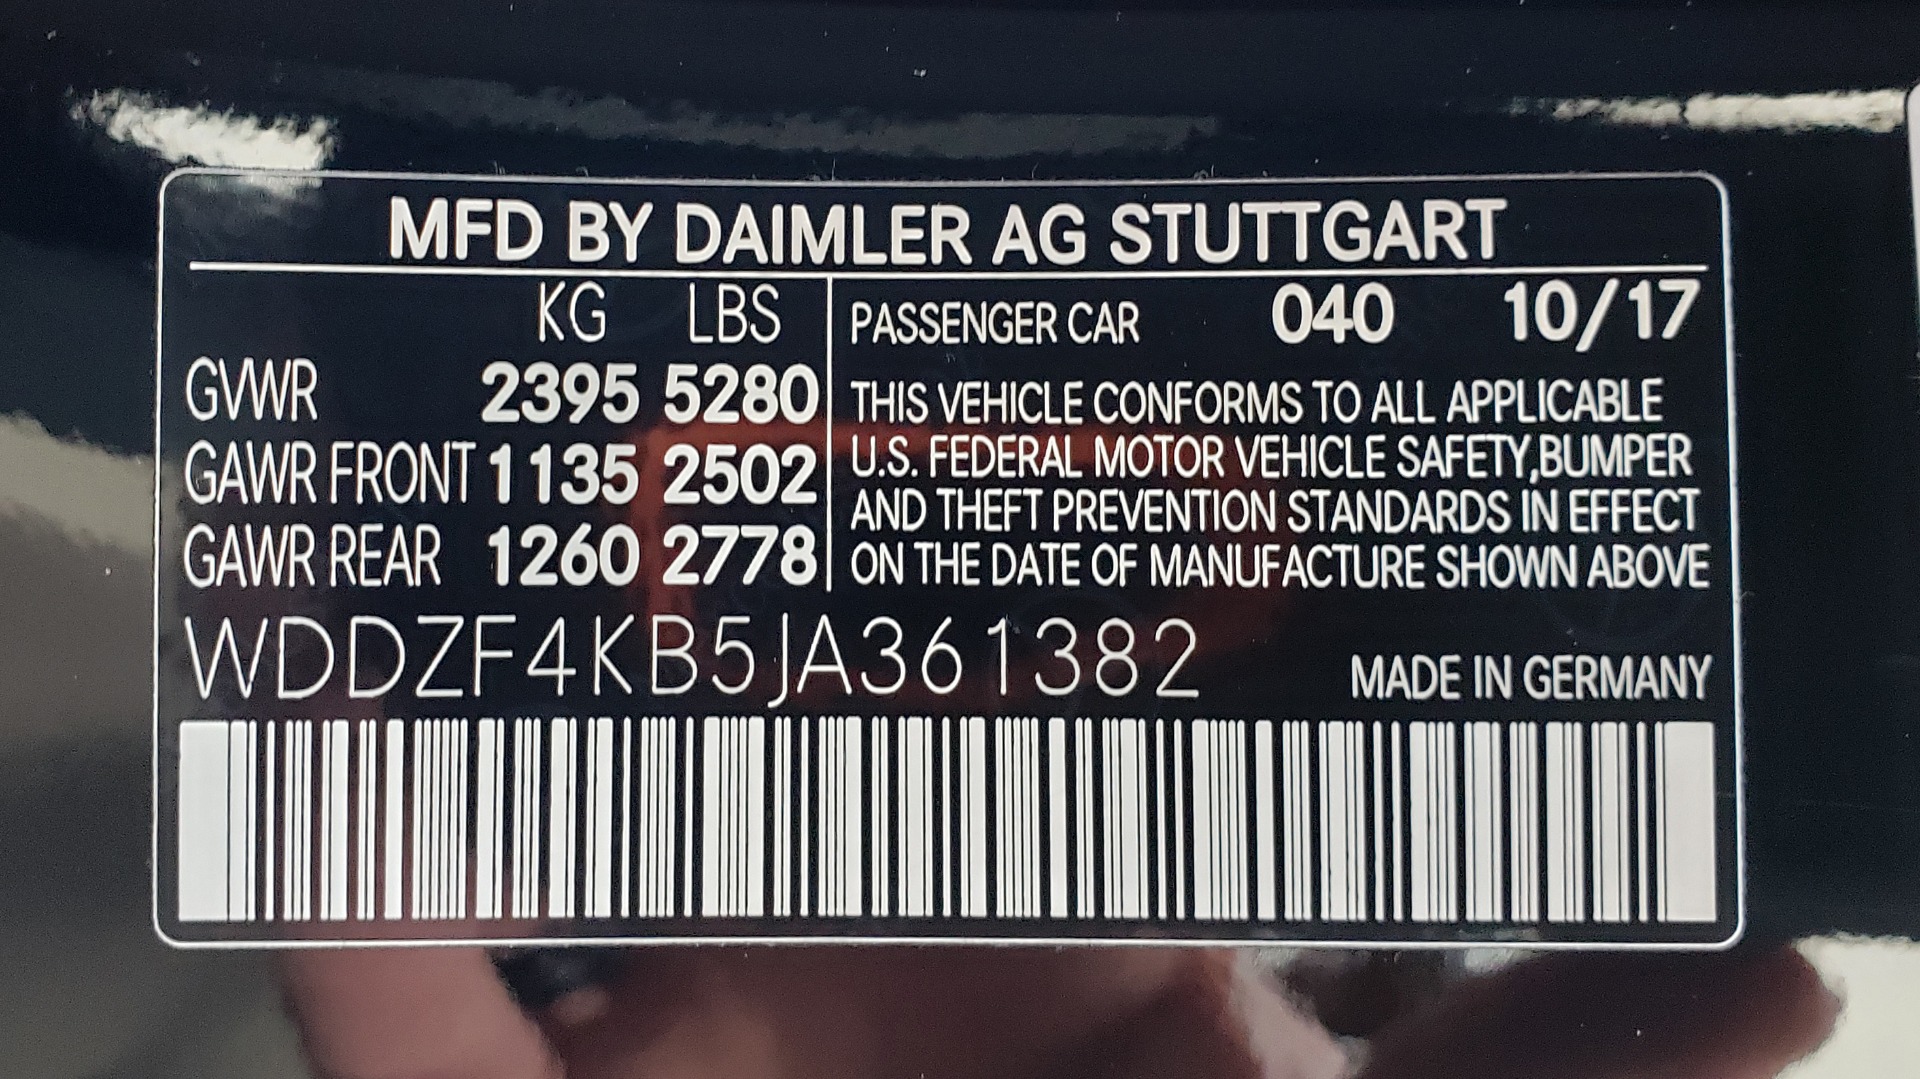 MFD BY DAIMLER AG STUTTGART
KG LBS
GVWR 2395 5280
GAWR FRONT 1135 2502
GAWR REAR 1260 2778
PASSENGER CAR 040 10/17
THIS VEHICLE CONFORMS TO ALL APPLICABLE
U.S. FEDERAL MOTOR VEHICLE SAFETY,BUMPER
AND THEFT PREVENTION STANDARDS IN EFFECT
ON THE DATE OF MANUFACTURE SHOWN ABOVE
WDDZF4KB5JA361382
MADE IN GERMANY